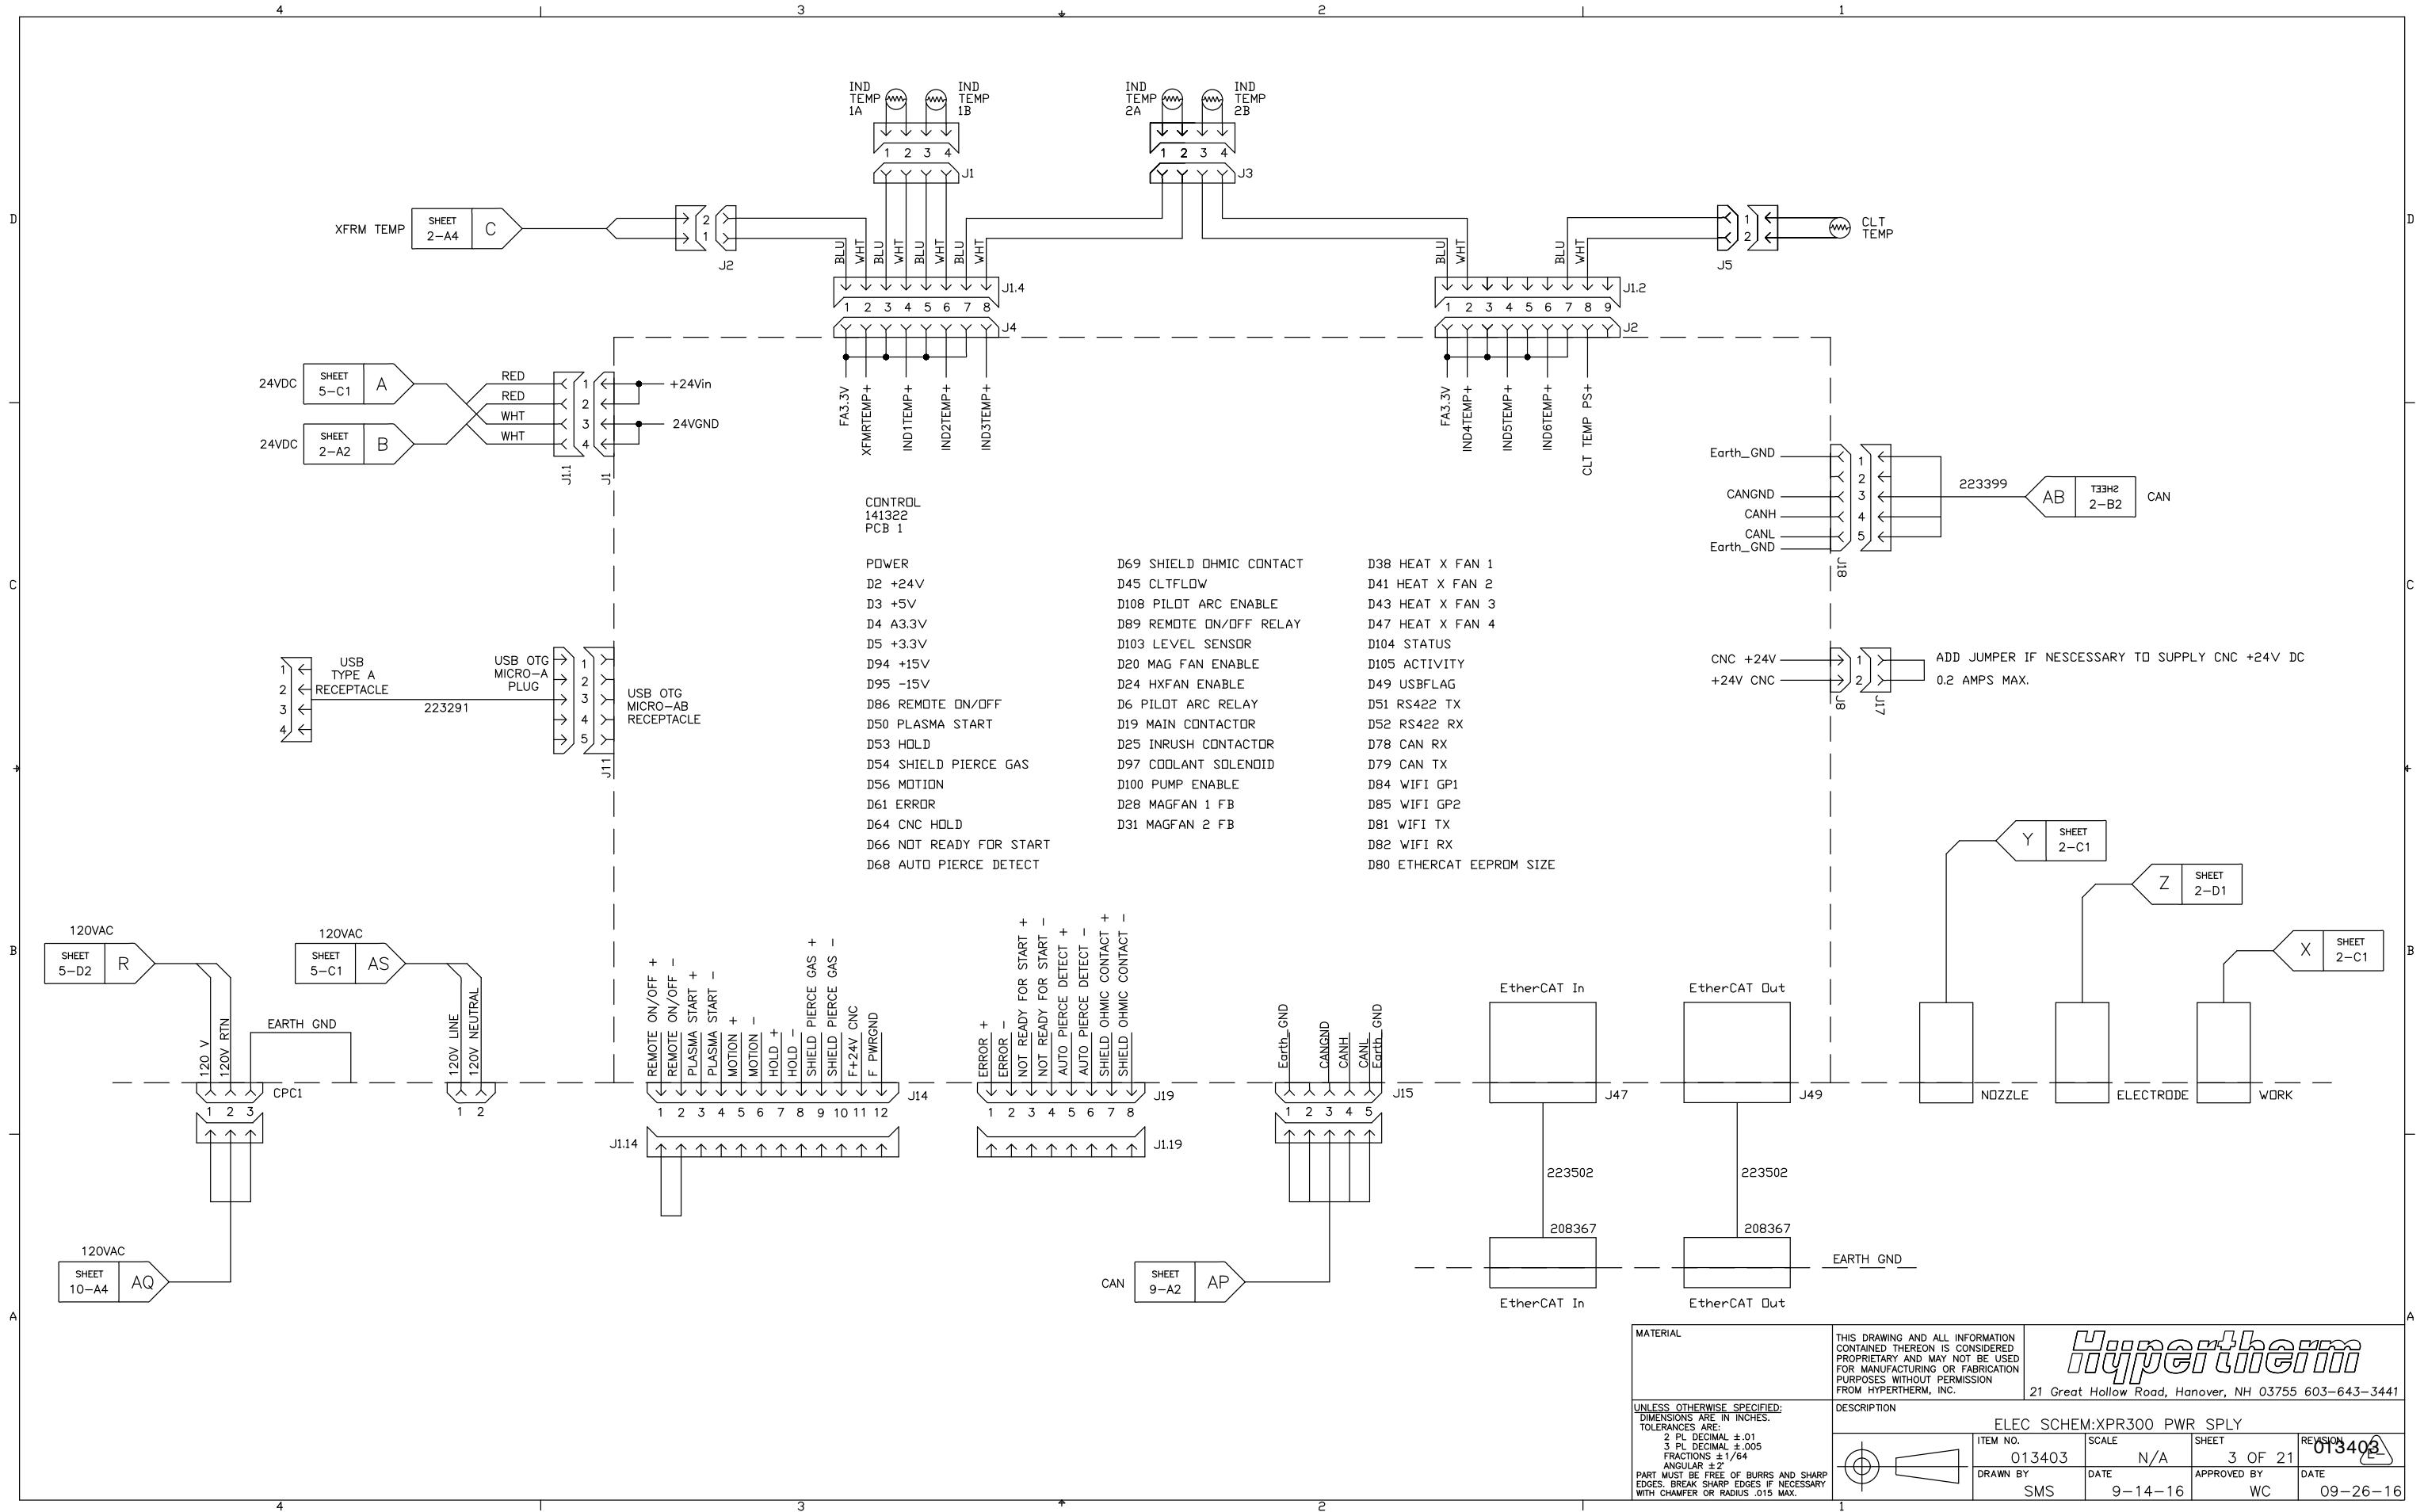 4
3
2
1
IND
TEMP
1A
IND
TEMP
1B
IND
TEMP
2A
IND
TEMP
2B
1 2 3 4
J1
1 2 3 4
J3
D
XFRM TEMP
SHEET
2-A4
C
2
1
J2
BLU
WHT
BLU
WHT
BLU
WHT
BLU
WHT
J1.4
1 2 3 4 5 6 7 8
J4
BLU
WHT
BLU
WHT
J1.2
1 2 3 4 5 6 7 8 9
J2
1
2
J5
CLT
TEMP
D
24VDC
SHEET
5-C1
A
24VDC
SHEET
2-A2
B
RED
RED
WHT
WHT
1
2
3
4
J1.1
J1
+24Vin
24VGND
FA3.3V
XFMRTEMP+
IND1TEMP+
IND2TEMP+
IND3TEMP+
FA3.3V
IND4TEMP+
IND5TEMP+
IND6TEMP+
CLT TEMP PS+
Earth_GND
CANGND
CANH
CANL
Earth_GND
1
2
3
4
5
J18
223399
AB
SHEET
2-B2
CAN
CONTROL
141322
PCB 1
POWER
D2 +24V
D3 +5V
D4 A3.3V
D5 +3.3V
D94 +15V
D95 -15V
D86 REMOTE ON/OFF
D50 PLASMA START
D53 HOLD
D54 SHIELD PIERCE GAS
D56 MOTION
D61 ERROR
D64 CNC HOLD
D66 NOT READY FOR START
D68 AUTO PIERCE DETECT
D69 SHIELD OHMIC CONTACT
D45 CLTFLOW
D108 PILOT ARC ENABLE
D89 REMOTE ON/OFF RELAY
D103 LEVEL SENSOR
D20 MAG FAN ENABLE
D24 HXFAN ENABLE
D6 PILOT ARC RELAY
D19 MAIN CONTACTOR
D25 INRUSH CONTACTOR
D97 COOLANT SOLENOID
D100 PUMP ENABLE
D28 MAGFAN 1 FB
D31 MAGFAN 2 FB
D38 HEAT X FAN 1
D41 HEAT X FAN 2
D43 HEAT X FAN 3
D47 HEAT X FAN 4
D104 STATUS
D105 ACTIVITY
D49 USBFLAG
D51 RS422 TX
D52 RS422 RX
D78 CAN RX
D79 CAN TX
D84 WIFI GP1
D85 WIFI GP2
D81 WIFI TX
D82 WIFI RX
D80 ETHERCAT EEPROM SIZE
C
C
1
2
3
4
USB
TYPE A
RECEPTACLE
223291
USB OTG
MICRO-A
PLUG
1
2
3
4
5
J11
USB OTG
MICRO-AB
RECEPTACLE
CNC +24V
+24V CNC
1
2
J8
J17
ADD JUMPER IF NESCESSARY TO SUPPLY CNC +24V DC
0.2 AMPS MAX.
Y
SHEET
2-C1
Z
SHEET
2-D1
X
SHEET
2-C1
B
B
120VAC
SHEET
5-D2
R
120VAC
SHEET
5-C1
AS
120 V
120V RTN
EARTH GND
120V LINE
120V NEUTRAL
1 2 3
CPC1
1 2
REMOTE ON/OFF +
REMOTE ON/OFF -
PLASMA START +
PLASMA START -
MOTION +
MOTION -
HOLD +
HOLD -
SHIELD PIERCE GAS +
SHIELD PIERCE GAS -
F+24V CNC
F PWRGND
J14
1 2 3 4 5 6 7 8 9 10 11 12
J1.14
ERROR +
ERROR -
NOT READY FOR START +
NOT READY FOR START -
AUTO PIERCE DETECT +
AUTO PIERCE DETECT -
SHIELD OHMIC CONTACT +
SHIELD OHMIC CONTACT -
J19
1 2 3 4 5 6 7 8
J1.19
Earth_GND
CANGND
CANH
CANL
Earth_GND
J15
1 2 3 4 5
EtherCAT In
J47
EtherCAT Out
J49
223502
223502
208367
208367
EARTH GND
EtherCAT In
EtherCAT Out
NOZZLE
ELECTRODE
WORK
120VAC
SHEET
10-A4
AQ
CAN
SHEET
9-A2
AP
A
A
MATERIAL
THIS DRAWING AND ALL INFORMATION
CONTAINED THEREON IS CONSIDERED
PROPRIETARY AND MAY NOT BE USED
FOR MANUFACTURING OR FABRICATION
PURPOSES WITHOUT PERMISSION
FROM HYPERTHERM, INC.
Hypertherm
21 Great Hollow Road, Hanover, NH 03755 603-643-3441
UNLESS OTHERWISE SPECIFIED:
DIMENSIONS ARE IN INCHES.
TOLERANCES ARE:
2 PL DECIMAL ±.01
3 PL DECIMAL ±.005
FRACTIONS ±1/64
ANGULAR ±2°
PART MUST BE FREE OF BURRS AND SHARP
EDGES. BREAK SHARP EDGES IF NECESSARY
WITH CHAMFER OR RADIUS .015 MAX.
DESCRIPTION
ELEC SCHEM:XPR300 PWR SPLY
ITEM NO.
013403
SCALE
N/A
SHEET
3 OF 21
REVISION
013403
E
DRAWN BY
SMS
DATE
9-14-16
APPROVED BY
WC
DATE
09-26-16
4
3
2
1